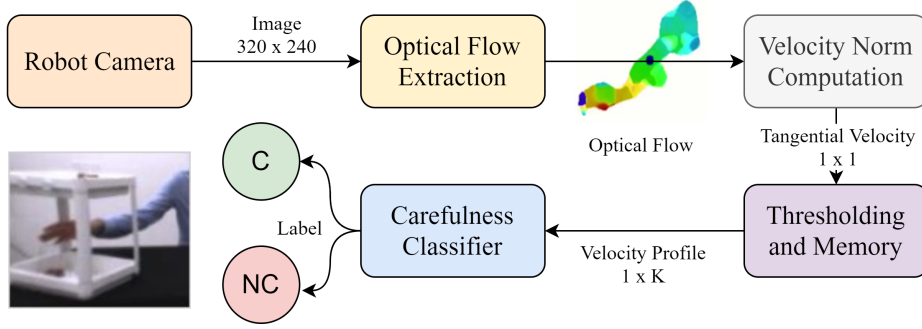 Robot Camera
Image
320 x 240
Optical Flow
Extraction
Optical Flow
Velocity Norm
Computation
Tangential Velocity
1 x 1
Thresholding
and Memory
Velocity Profile
1 x K
Carefulness
Classifier
Label
C
NC